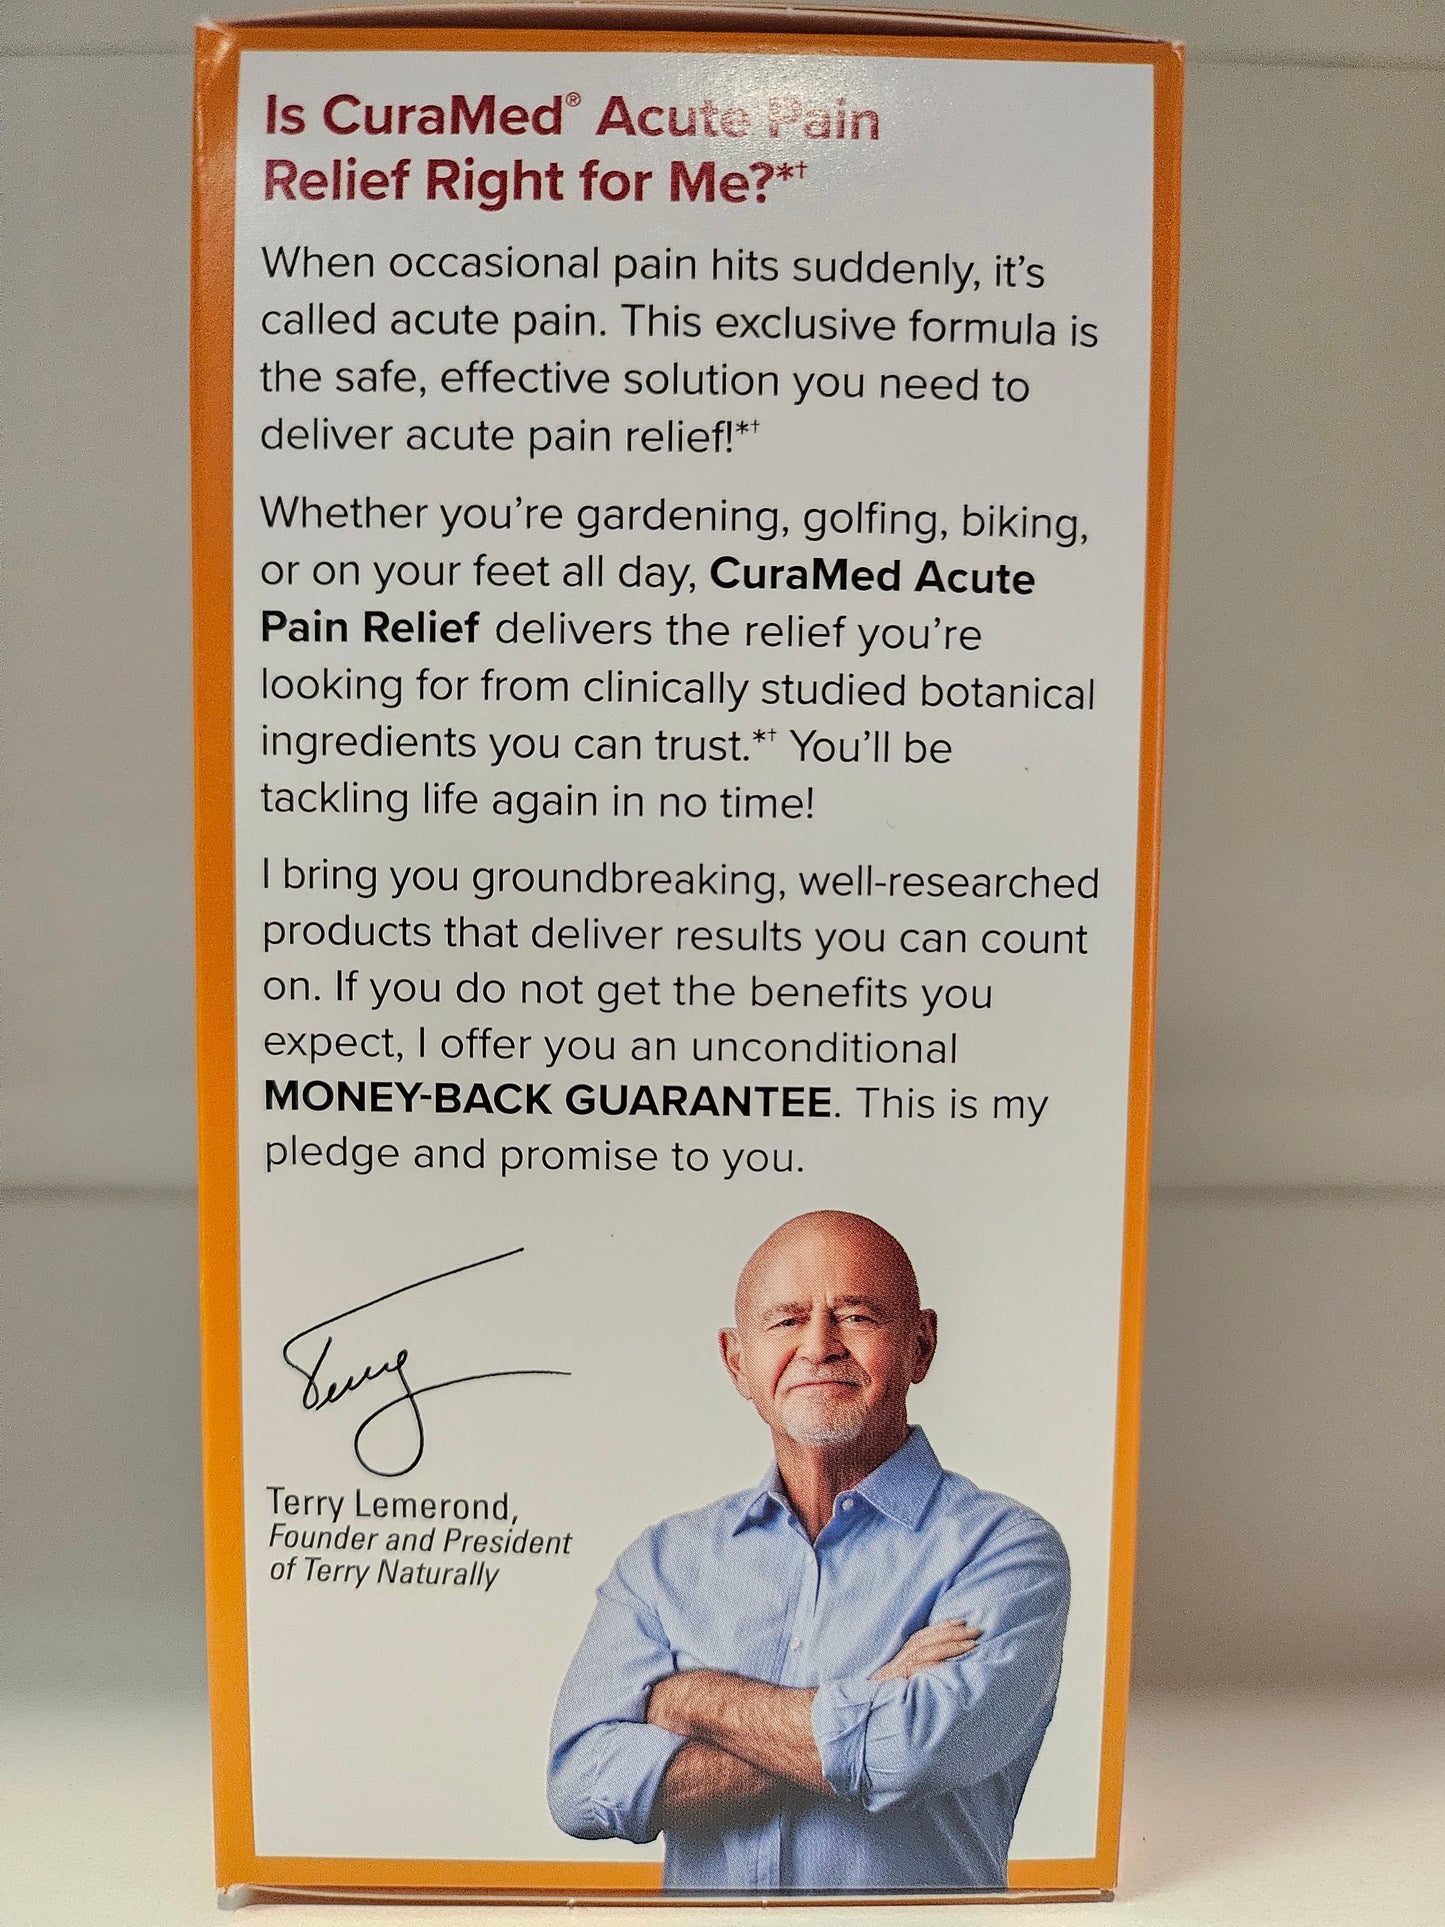 Is CuraMed® Acute Pain
Relief Right for Me?*†
When occasional pain hits suddenly, it's
called acute pain. This exclusive formula is
the safe, effective solution you need to
deliver acute pain relief!*†
Whether you're gardening, golfing, biking,
or on your feet all day, CuraMed Acute
Pain Relief delivers the relief you're
looking for from clinically studied botanical
ingredients you can trust.*† You'll be
tackling life again in no time!
I bring you groundbreaking, well-researched
products that deliver results you can count
on. If you do not get the benefits you
expect, I offer you an unconditional
MONEY-BACK GUARANTEE. This is my
pledge and promise to you.
Terry
Terry Lemerond,
Founder and President
of Terry Naturally